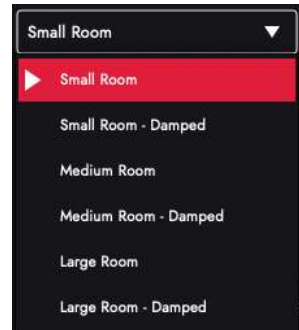 Small Room
Small Room
Small Room - Damped
Medium Room
Medium Room - Damped
Large Room
Large Room - Damped